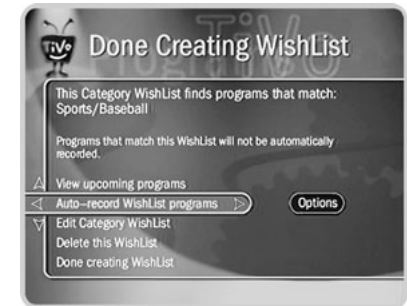 TiVo
Done Creating WishList
This Category WishList finds programs that match:
Sports/Baseball
Programs that match this WishList will not be automatically
recorded.
View upcoming programs
Auto-record WishList programs
Options
Edit Category WishList
Delete this WishList
Done creating WishList